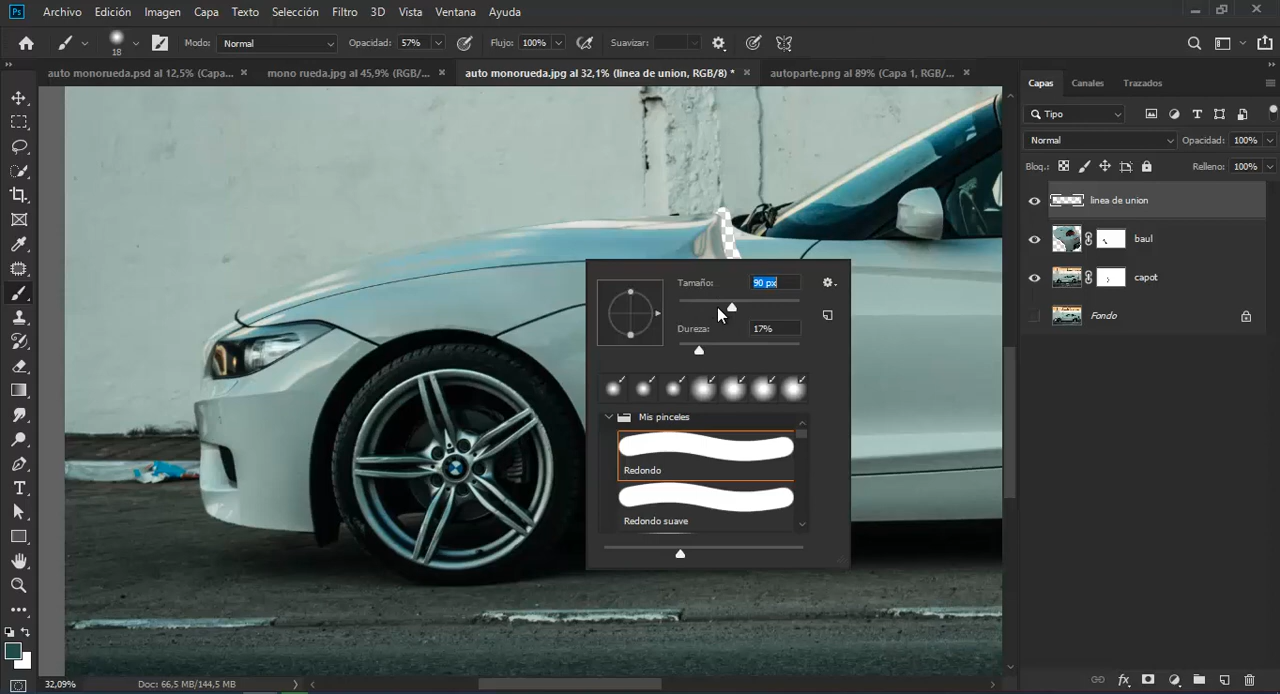 Ps Archivo Edición Imagen Capa Texto Selección Filtro 3D Vista Ventana Ayuda
18 Modo: Normal Opacidad: 57% Flujo: 100% Suavizar:
auto monorueda.psd al 12,5% (Capa... × mono rueda.jpg al 45,9% (RGB/... × auto monorueda.jpg al 32,1% (linea de union, RGB/8) * × autoparte.png al 89% (Capa 1, RGB/... ×
Capas Canales Trazados
Tipo
Normal Opacidad: 100%
Bloq.: Relleno: 100%
linea de union
baul
capot
Fondo
Tamaño: 90 px
Dureza: 17%
Mis pinceles
Redondo
Redondo suave
32,09% Doc: 66,5 MB/144,5 MB